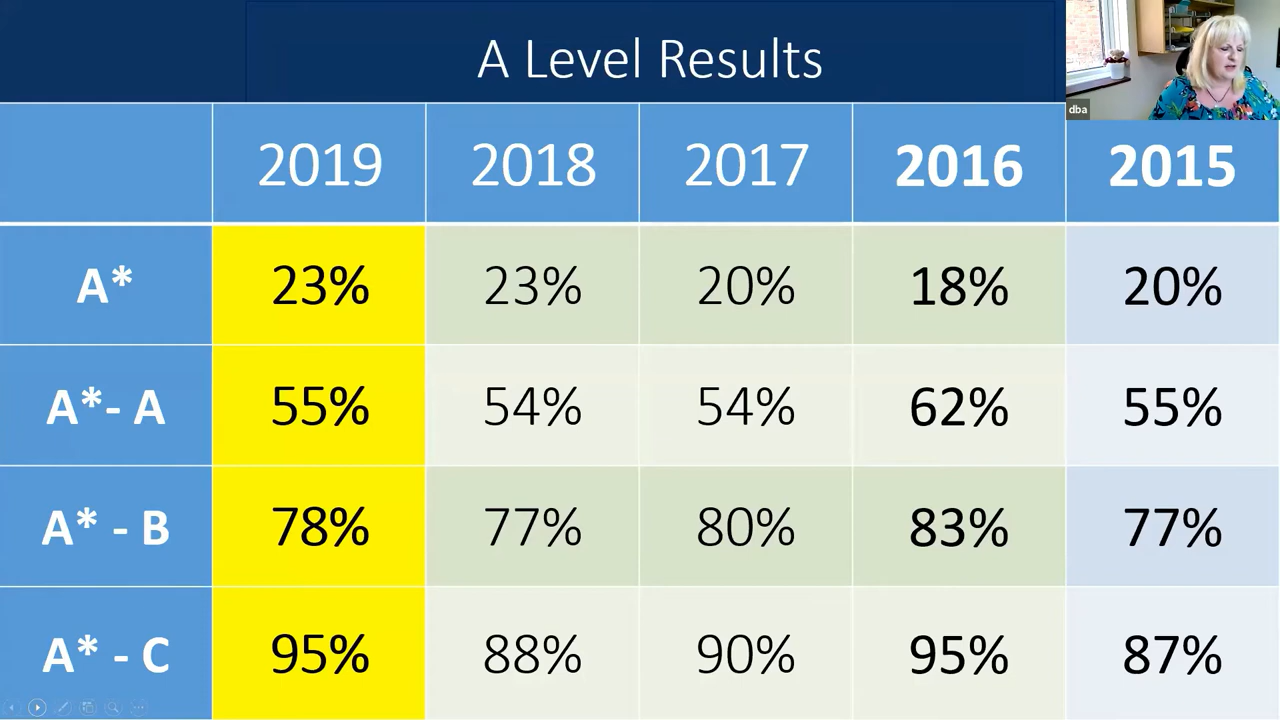 A Level Results
dba
2019 2018 2017 2016 2015
A* 23% 23% 20% 18% 20%
A*- A 55% 54% 54% 62% 55%
A* - B 78% 77% 80% 83% 77%
A* - C 95% 88% 90% 95% 87%